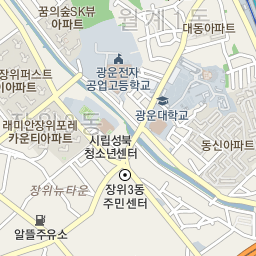 꿈의숲SK뷰
아파트
월계1동
대동아파트
광운전자
공업고등학교
장위퍼스트
이아파트
광운대학교
래미안장위포레
카운티아파트
동
시립성북
청소년센터
동신아파트
장위뉴타운
장위3동
주민센터
알뜰주유소